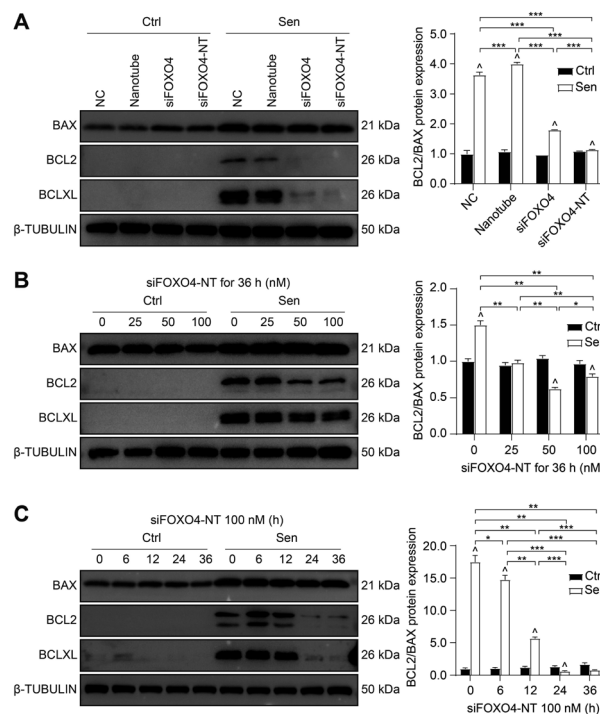 A
Ctrl Sen
NC Nanotube siFOXO4 siFOXO4-NT NC Nanotube siFOXO4 siFOXO4-NT
BAX 21 kDa
BCL2 26 kDa
BCLXL 26 kDa
β-TUBULIN 50 kDa
BCL2/BAX protein expression
5.0
4.0
3.0
2.0
1.0
0.0
*** *** *** *** *** ***
^ ^ ^ ^
Ctrl
Sen
NC Nanotube siFOXO4 siFOXO4-NT
B
siFOXO4-NT for 36 h (nM)
Ctrl Sen
0 25 50 100 0 25 50 100
BAX 21 kDa
BCL2 26 kDa
BCLXL 26 kDa
β-TUBULIN 50 kDa
BCL2/BAX protein expression
2.0
1.5
1.0
0.5
0.0
** ** ** ** ** *
^ ^ ^
Ct
Se
0 25 50 100
siFOXO4-NT for 36 h (nM
C
siFOXO4-NT 100 nM (h)
Ctrl Sen
0 6 12 24 36 0 6 12 24 36
BAX 21 kDa
BCL2 26 kDa
BCLXL 26 kDa
β-TUBULIN 50 kDa
BCL2/BAX protein expression
20.0
15.0
10.0
5.0
0.0
** ** ** *** *** *** * ** ***
^ ^ ^ ^ ^
Ct
Se
0 6 12 24 36
siFOXO4-NT 100 nM (h)